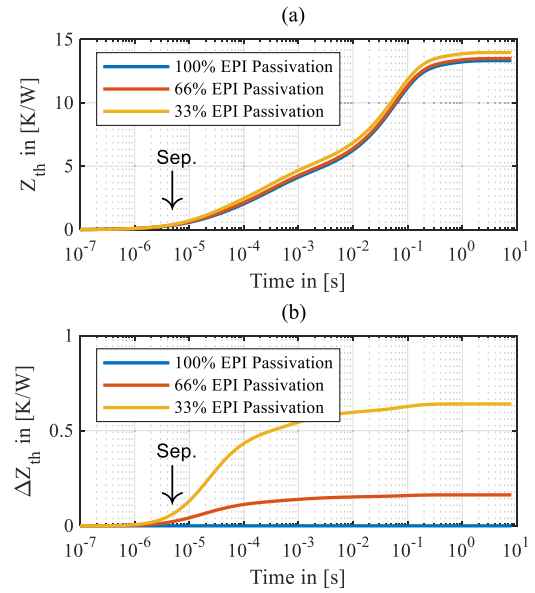 (a)
15
10
5
0
Z_th in [K/W]
100% EPI Passivation
66% EPI Passivation
33% EPI Passivation
Sep.
10^-7 10^-6 10^-5 10^-4 10^-3 10^-2 10^-1 10^0 10^1
Time in [s]
(b)
1
0.5
0
ΔZ_th in [K/W]
100% EPI Passivation
66% EPI Passivation
33% EPI Passivation
Sep.
10^-7 10^-6 10^-5 10^-4 10^-3 10^-2 10^-1 10^0 10^1
Time in [s]